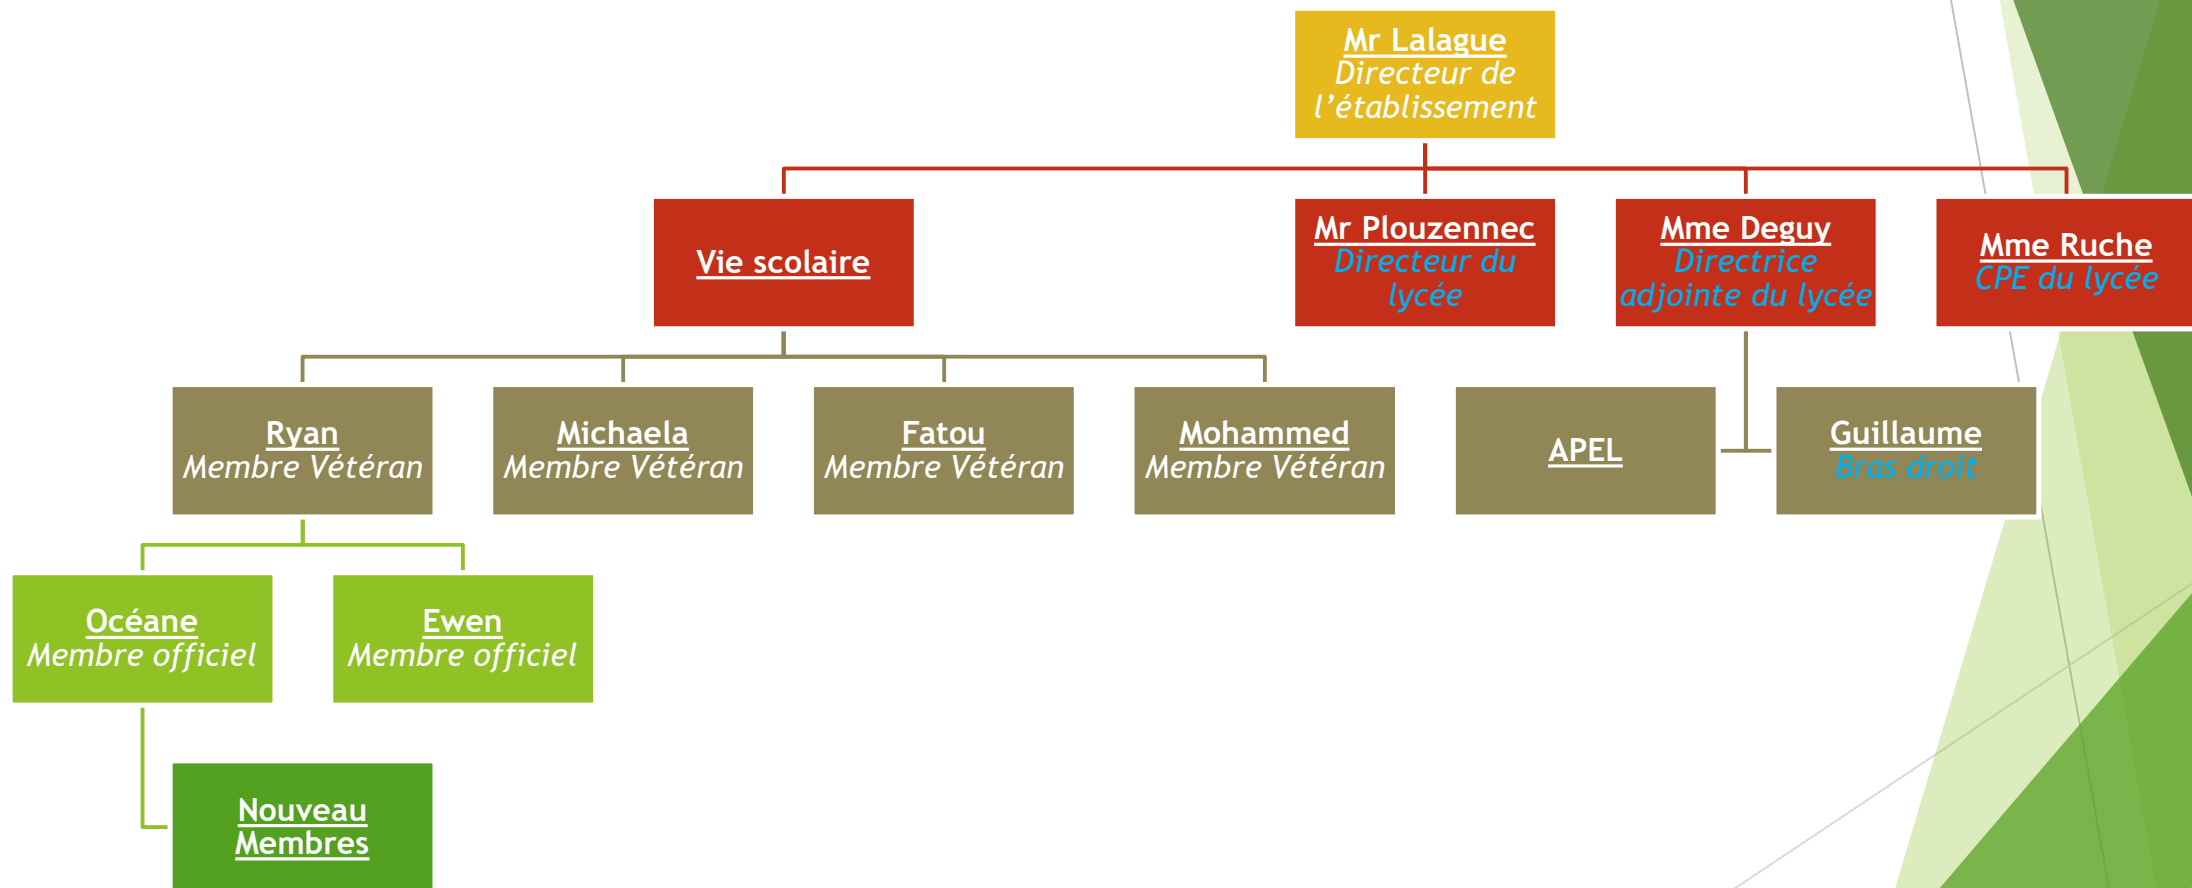 Mr Lalague
Directeur de
l’établissement
Vie scolaire
Mr Plouzennec
Directeur du
lycée
Mme Deguy
Directrice
adjointe du lycée
Mme Ruche
CPE du lycée
Ryan
Membre Vétéran
Michaela
Membre Vétéran
Fatou
Membre Vétéran
Mohammed
Membre Vétéran
APEL
Guillaume
Bras droit
Océane
Membre officiel
Ewen
Membre officiel
Nouveau
Membres